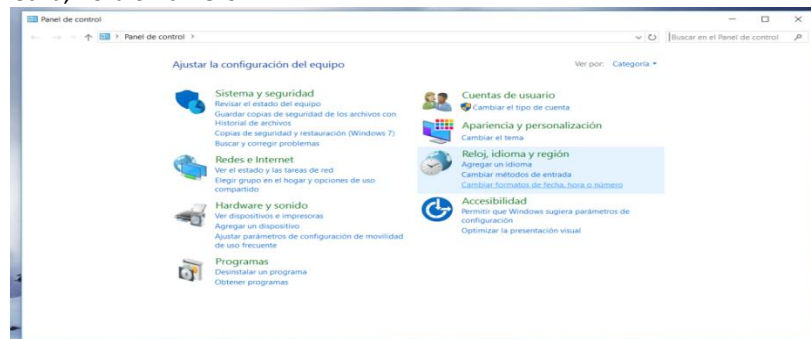 Panel de control
Panel de control
Buscar en el Panel de control
Ajustar la configuración del equipo
Ver por: Categoría
Sistema y seguridad
Revisar el estado del equipo
Guardar copias de seguridad de los archivos con
Historial de archivos
Copias de seguridad y restauración (Windows 7)
Buscar y corregir problemas
Redes e Internet
Ver el estado y las tareas de red
Elegir grupo en el hogar y opciones de uso
compartido
Hardware y sonido
Ver dispositivos e impresoras
Agregar un dispositivo
Ajustar parámetros de configuración de movilidad
de uso frecuente
Programas
Desinstalar un programa
Obtener programas
Cuentas de usuario
Cambiar el tipo de cuenta
Apariencia y personalización
Cambiar el tema
Reloj, idioma y región
Agregar un idioma
Cambiar métodos de entrada
Cambiar formatos de fecha, hora o número
Accesibilidad
Permitir que Windows sugiera parámetros de
configuración
Optimizar la presentación visual